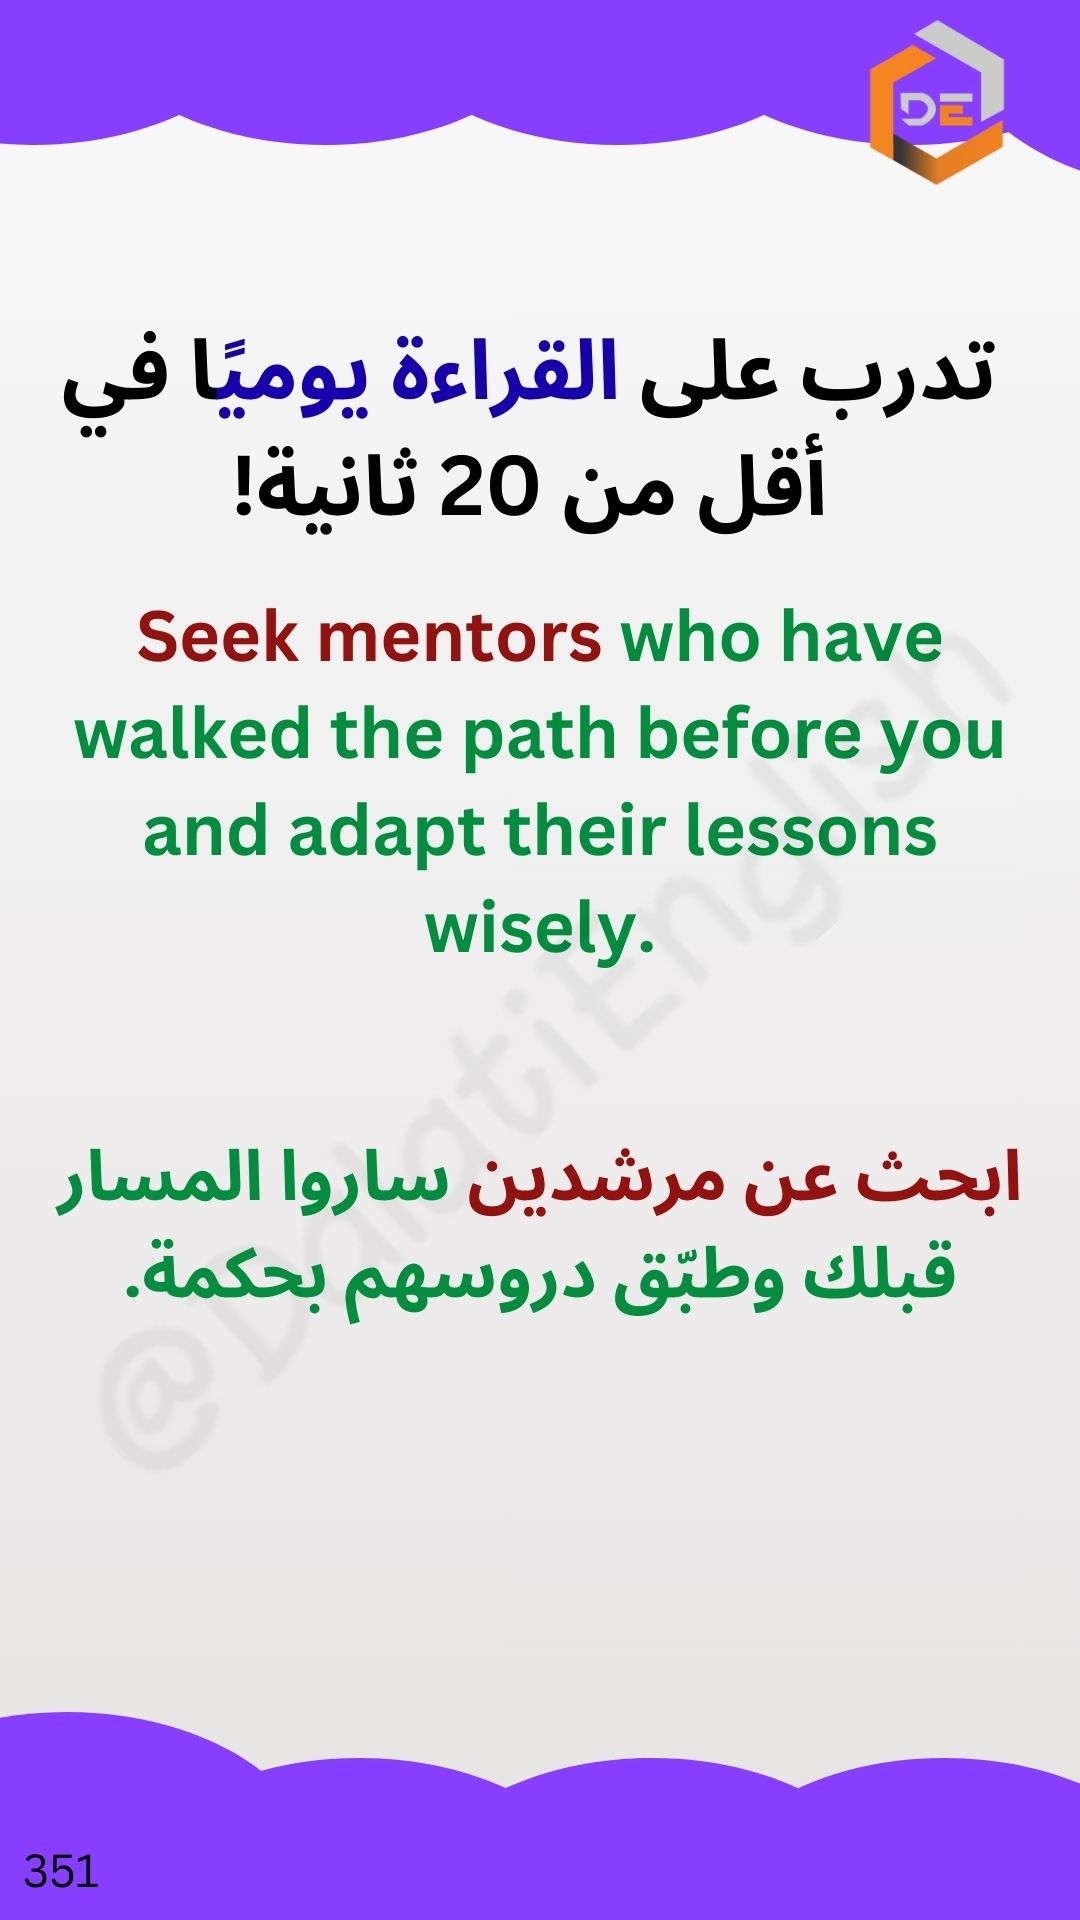 DE
تدرب على القراءة يوميًا في
أقل من 20 ثانية!
Seek mentors who have
walked the path before you
and adapt their lessons
wisely.
ابحث عن مرشدين ساروا المسار
قبلك وطبّق دروسهم بحكمة.
@DalatiEnglish
351